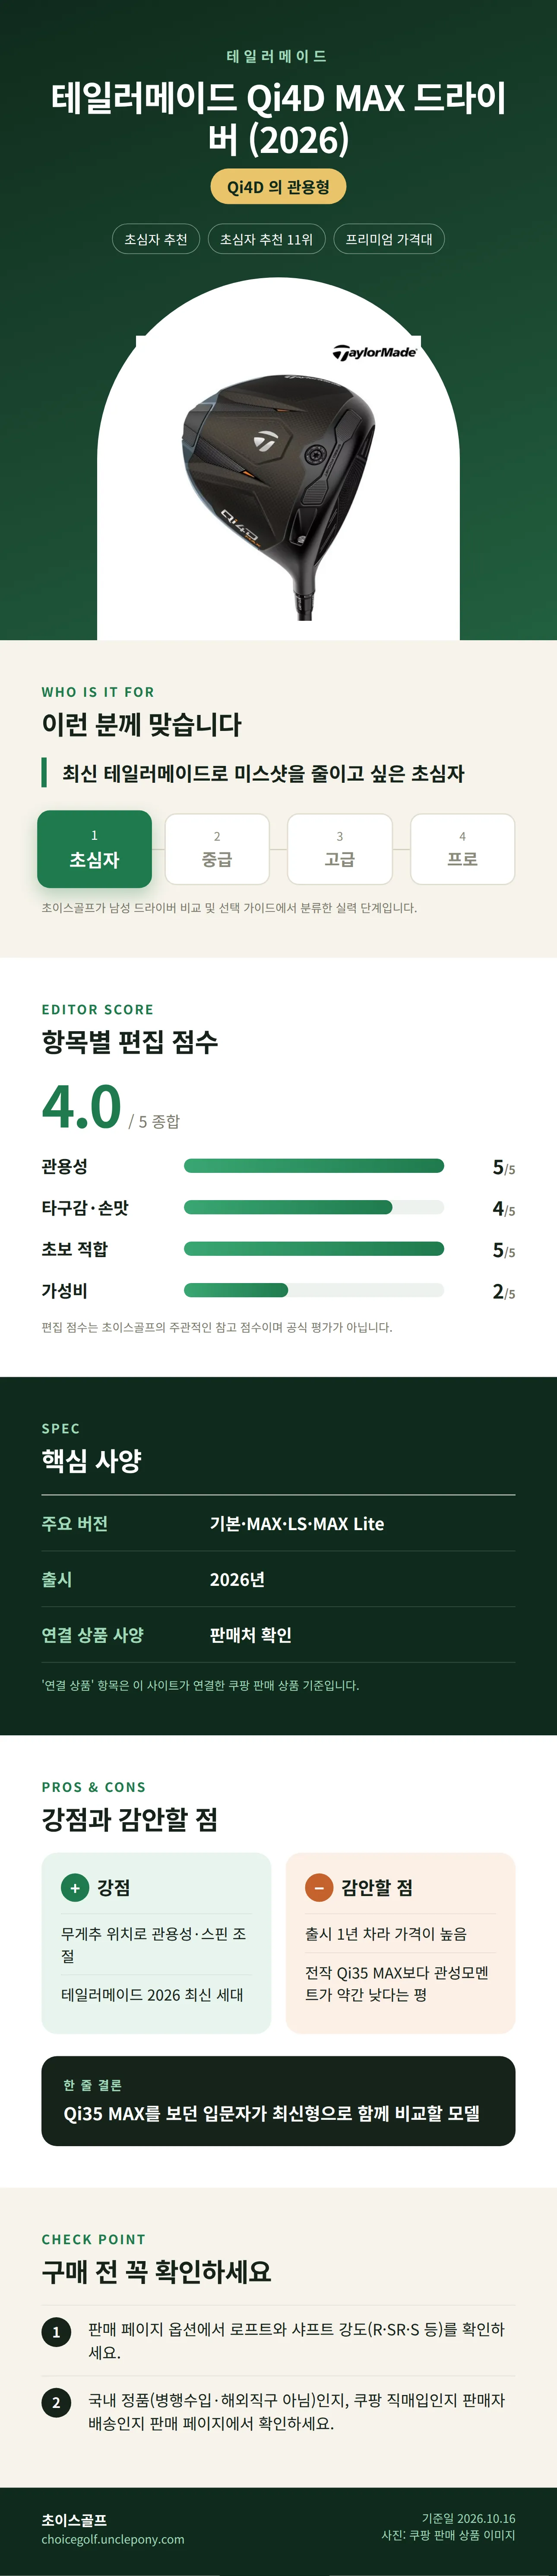 테일러메이드
테일러메이드 Qi4D MAX 드라이
버 (2026)
Qi4D 의 관용형
초심자 추천
초심자 추천 11위
프리미엄 가격대
TaylorMade
Qi4D
WHO IS IT FOR
이런 분께 맞습니다
최신 테일러메이드로 미스샷을 줄이고 싶은 초심자
1
초심자
2
중급
3
고급
4
프로
초이스골프가 남성 드라이버 비교 및 선택 가이드에서 분류한 실력 단계입니다.
EDITOR SCORE
항목별 편집 점수
4.0 / 5 종합
관용성 5/5
타구감·손맛 4/5
초보 적합 5/5
가성비 2/5
편집 점수는 초이스골프의 주관적인 참고 점수이며 공식 평가가 아닙니다.
SPEC
핵심 사양
주요 버전 기본·MAX·LS·MAX Lite
출시 2026년
연결 상품 사양 판매처 확인
'연결 상품' 항목은 이 사이트가 연결한 쿠팡 판매 상품 기준입니다.
PROS & CONS
강점과 감안할 점
+ 강점
무게추 위치로 관용성·스핀 조
절
테일러메이드 2026 최신 세대
− 감안할 점
출시 1년 차라 가격이 높음
전작 Qi35 MAX보다 관성모멘
트가 약간 낮다는 평
한 줄 결론
Qi35 MAX를 보던 입문자가 최신형으로 함께 비교할 모델
CHECK POINT
구매 전 꼭 확인하세요
1 판매 페이지 옵션에서 로프트와 샤프트 강도(R·SR·S 등)를 확인하
세요.
2 국내 정품(병행수입·해외직구 아님)인지, 쿠팡 직매입인지 판매자
배송인지 판매 페이지에서 확인하세요.
초이스골프
choicegolf.unclepony.com
기준일 2026.10.16
사진: 쿠팡 판매 상품 이미지